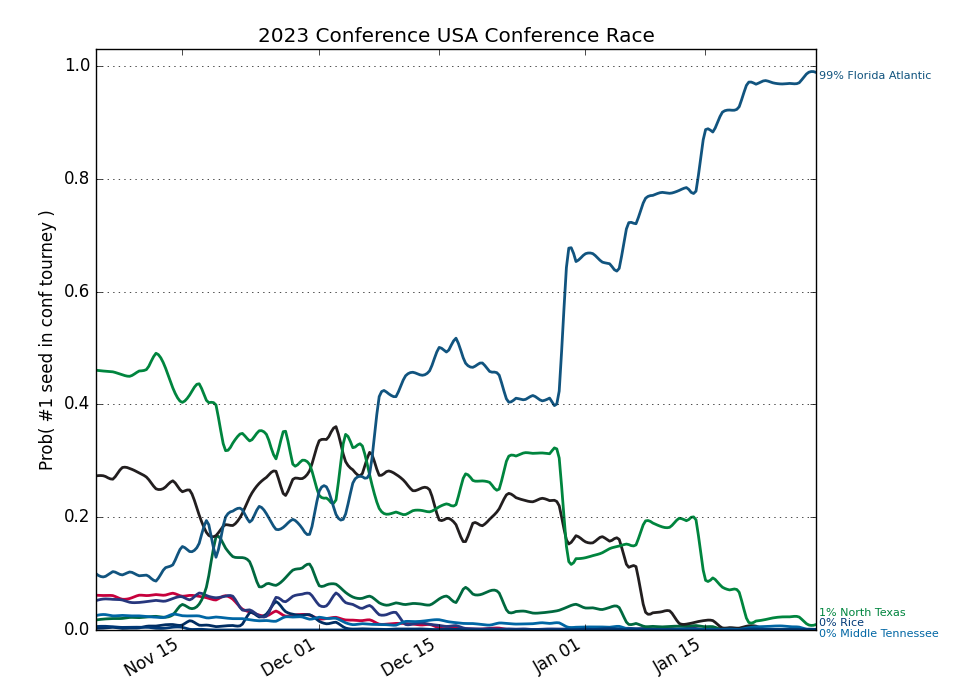 2023 Conference USA Conference Race
Prob( #1 seed in conf tourney )
1.0
0.8
0.6
0.4
0.2
0.0
Nov 15
Dec 01
Dec 15
Jan 01
Jan 15
99% Florida Atlantic
1% North Texas
0% Rice
0% Middle Tennessee